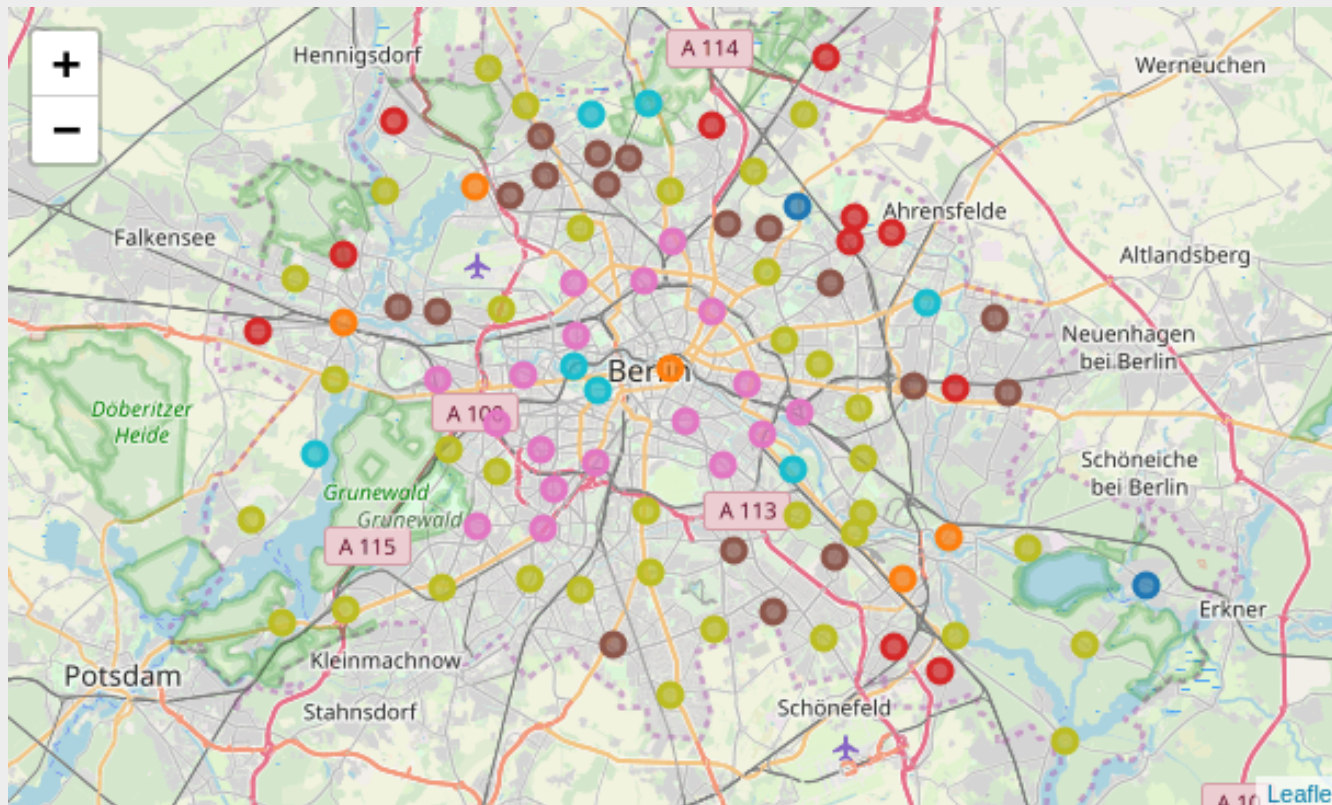 +
−
Hennigsdorf
A 114
Werneuchen
Falkensee
Ahrensfelde
Altlandsberg
Neuenhagen
bei Berlin
Berlin
Döberitzer
Heide
A 100
Schöneiche
bei Berlin
Grunewald
Grunewald
A 113
A 115
Erkner
Kleinmachnow
Potsdam
Stahnsdorf
Schönefeld
Leafle